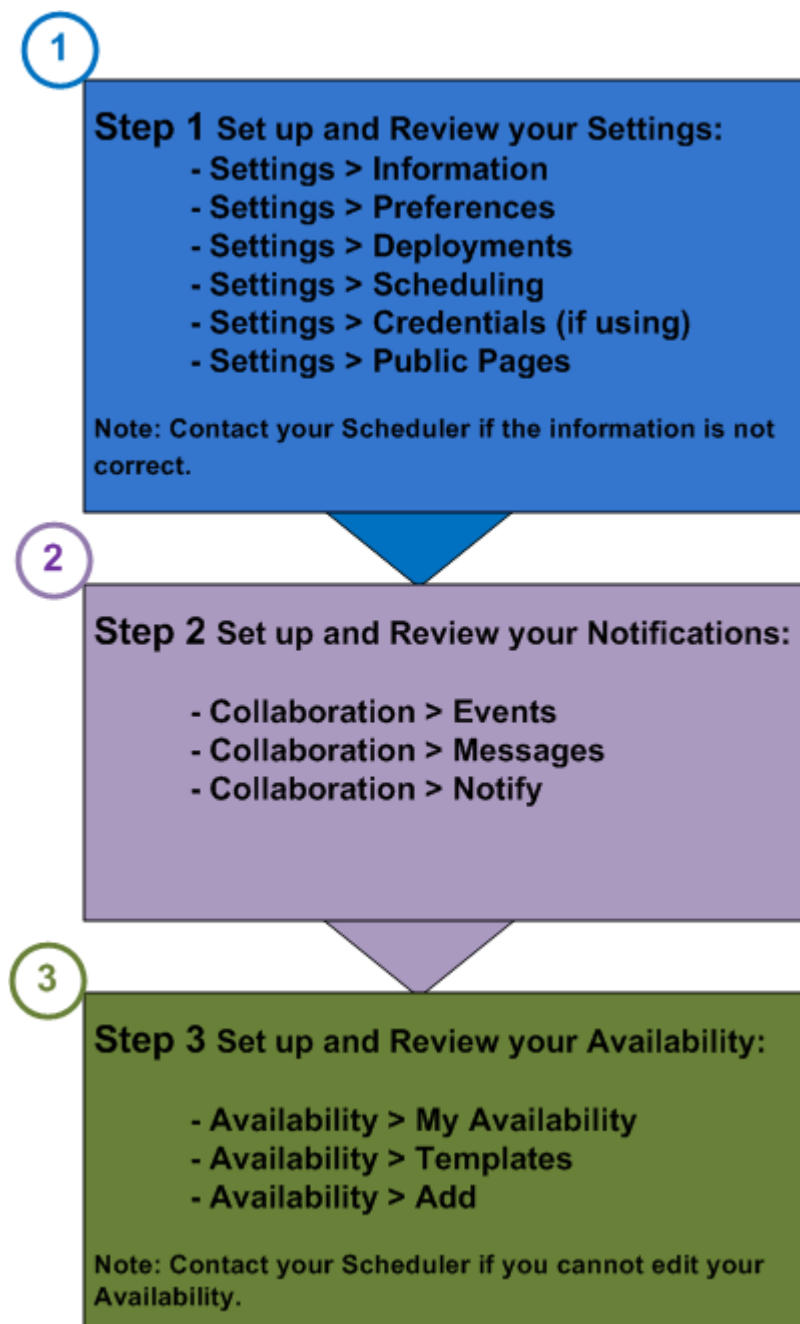 1
Step 1 Set up and Review your Settings:
- Settings > Information
- Settings > Preferences
- Settings > Deployments
- Settings > Scheduling
- Settings > Credentials (if using)
- Settings > Public Pages
Note: Contact your Scheduler if the information is not
correct.
2
Step 2 Set up and Review your Notifications:
- Collaboration > Events
- Collaboration > Messages
- Collaboration > Notify
3
Step 3 Set up and Review your Availability:
- Availability > My Availability
- Availability > Templates
- Availability > Add
Note: Contact your Scheduler if you cannot edit your
Availability.